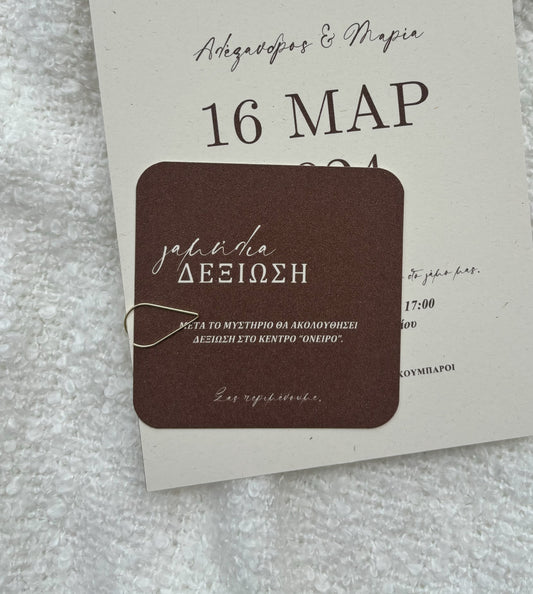 Αλέξανδρος & Μαρία
16 ΜΑΡ
γαμήλια
ΔΕΞΙΩΣΗ
ΜΕΤΑ ΤΟ ΜΥΣΤΗΡΙΟ ΘΑ ΑΚΟΛΟΥΘΗΣΕΙ
ΔΕΞΙΩΣΗ ΣΤΟ ΚΕΝΤΡΟ "ΟΝΕΙΡΟ".
Σας περιμένουμε.
στο γάμο μας.
17:00
ΚΟΥΜΠΑΡΟΙ